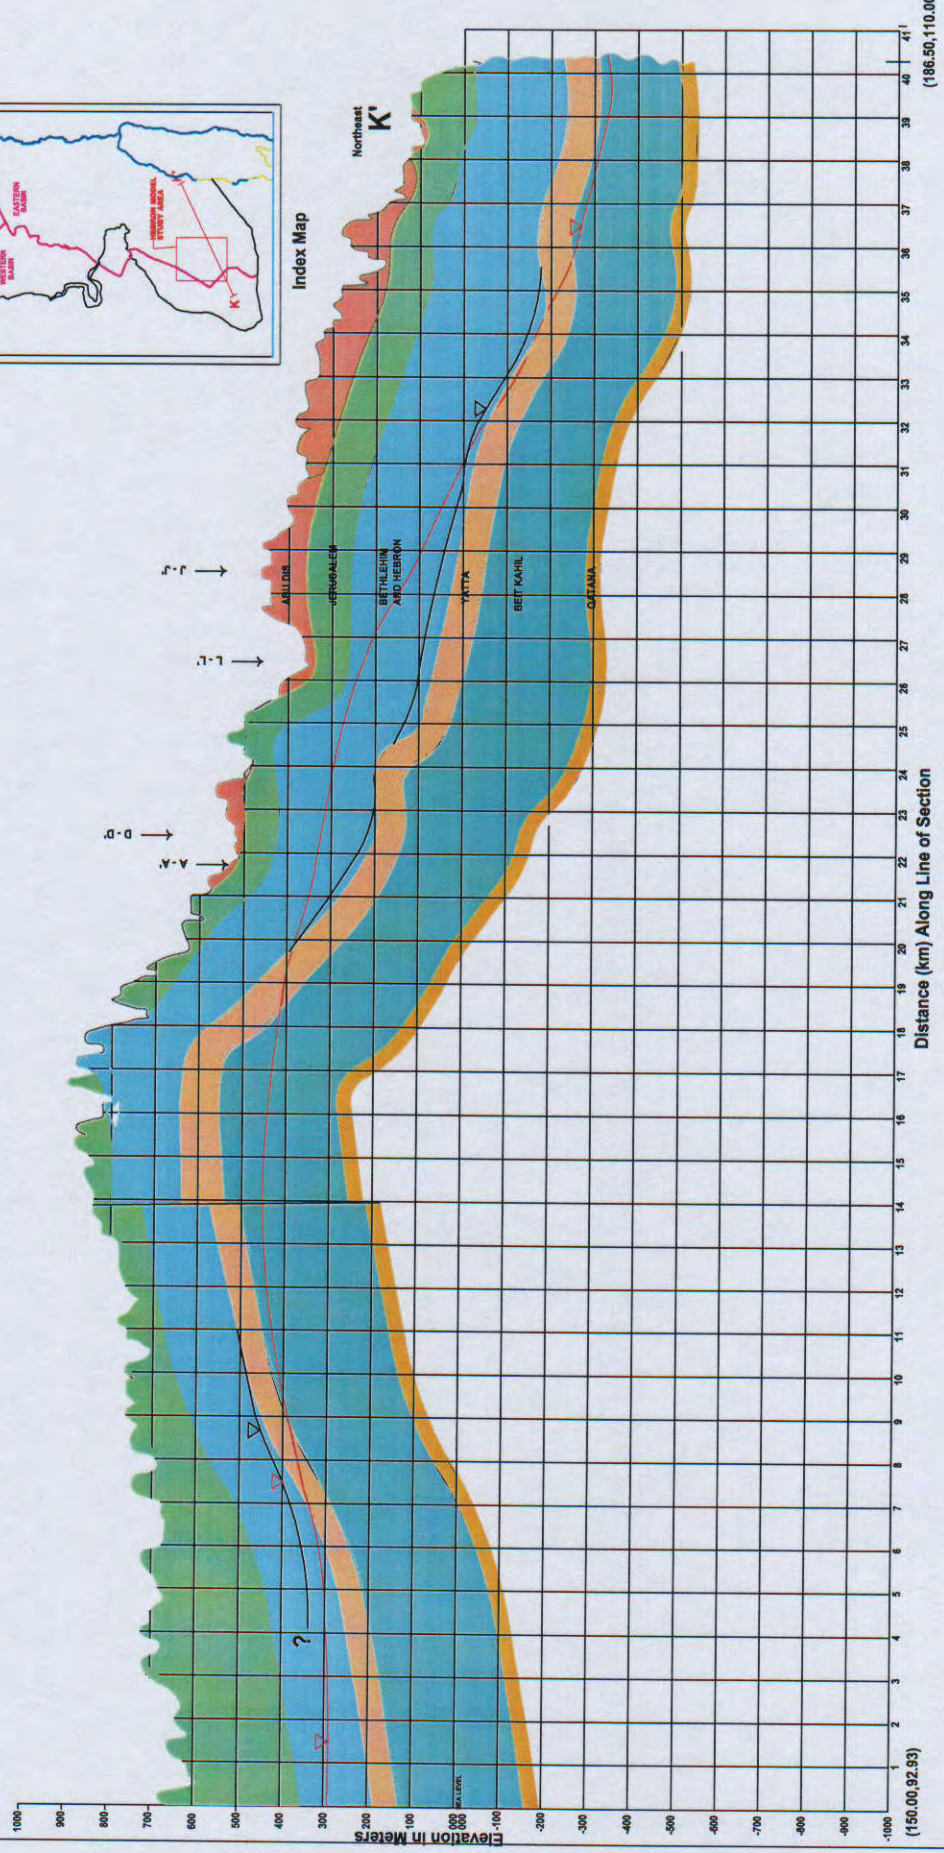 WESTERN
BASIN
EASTERN
BASIN
HEBRON MODEL
STUDY AREA
K
K'
Index Map
Northeast
K'
A - A'
D - D'
L - L'
J - J'
ABU DIS
JERUSALEM
BETHLEHIN
AND HEBRON
YATTA
BEIT KAHIL
QATANA
?
Elevation in Meters
1000
900
800
700
600
500
400
300
200
100
000
SEA LEVEL
-100
-200
-300
-400
-500
-600
-700
-800
-900
-1000
1 2 3 4 5 6 7 8 9 10 11 12 13 14 15 16 17 18 19 20 21 22 23 24 25 26 27 28 29 30 31 32 33 34 35 36 37 38 39 40 41
Distance (km) Along Line of Section
(150.00,92.93)
(186.50,110.00